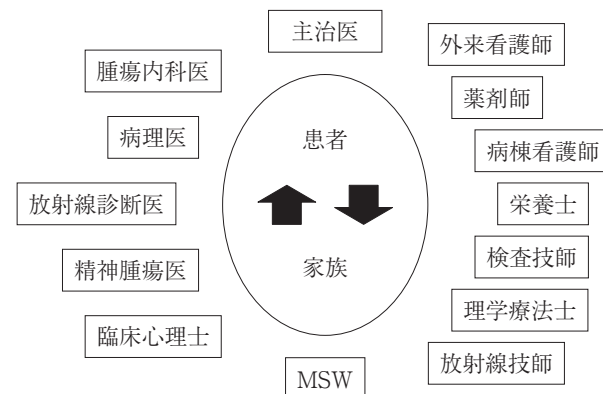 主治医
外来看護師
腫瘍内科医
薬剤師
病理医
患者
病棟看護師
放射線診断医
栄養士
精神腫瘍医
家族
検査技師
理学療法士
臨床心理士
放射線技師
MSW